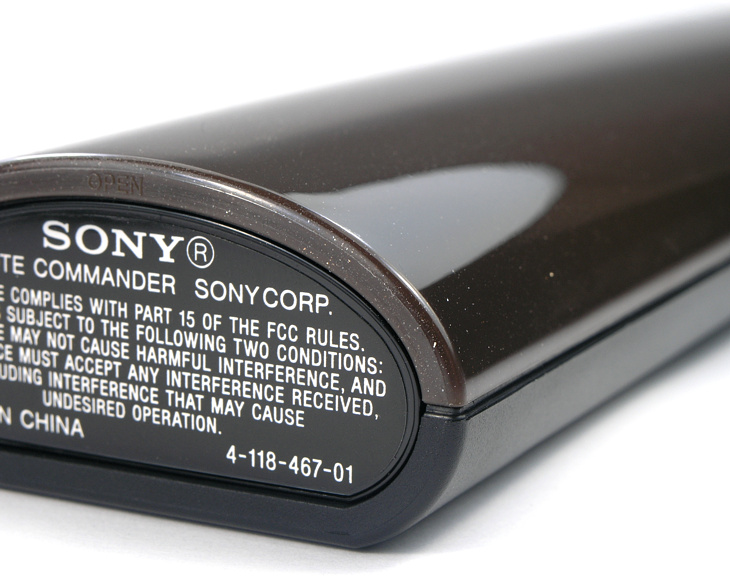 OPEN
SONY®
TE COMMANDER SONY CORP.
E COMPLIES WITH PART 15 OF THE FCC RULES.
S SUBJECT TO THE FOLLOWING TWO CONDITIONS:
E MAY NOT CAUSE HARMFUL INTERFERENCE, AND
CE MUST ACCEPT ANY INTERFERENCE RECEIVED,
UDING INTERFERENCE THAT MAY CAUSE
UNDESIRED OPERATION.
N CHINA
4-118-467-01